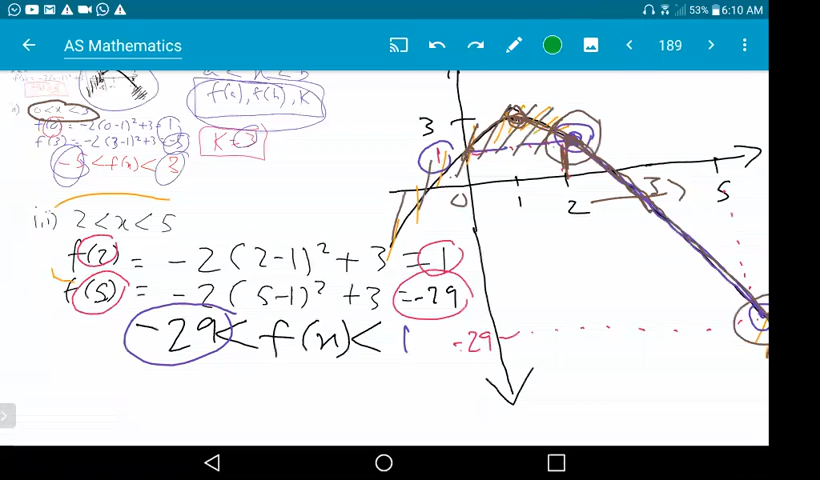 53% 6:10 AM
AS Mathematics
189
f(a), f(b), K
a) 0<x<3
f(0) = -2(0-1)²+3=1
f(3)= -2(3-1)²+3=-5
K=3
-5<f(x)<3
ii) 2<x<5
f(2) = -2(2-1)²+3=1
f(5) = -2(5-1)²+3=-29
-29<f(x)<1
3
1
0
1
2
3
5
-29